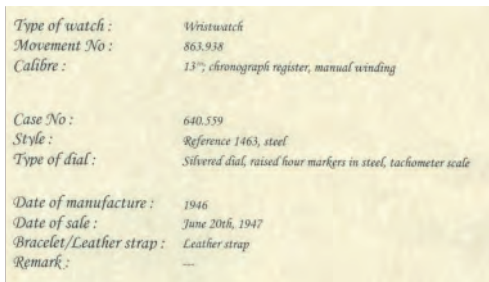 Type of watch : Wristwatch
Movement No : 863.938
Calibre : 13'''; chronograph register, manual winding
Case No : 640.559
Style : Reference 1463, steel
Type of dial : Silvered dial, raised hour markers in steel, tachometer scale
Date of manufacture : 1946
Date of sale : June 20th, 1947
Bracelet/Leather strap : Leather strap
Remark : ---